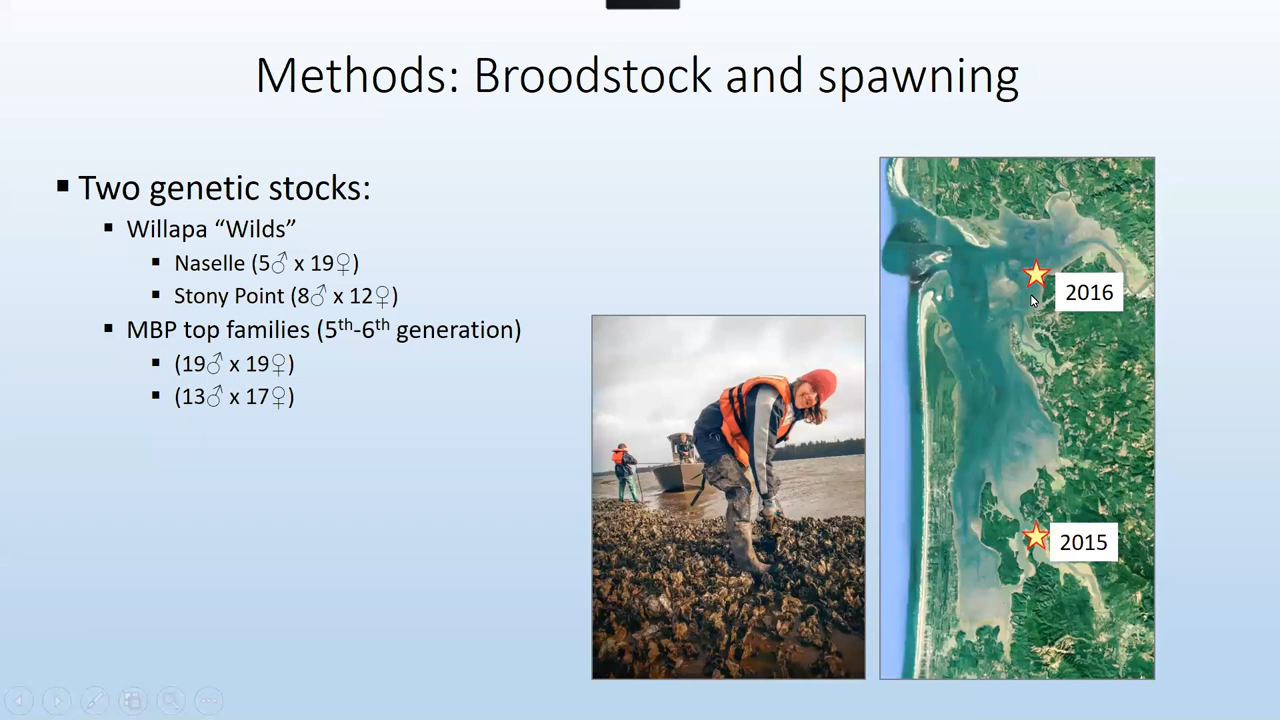 Methods: Broodstock and spawning
▪ Two genetic stocks:
▪ Willapa “Wilds”
▪ Naselle (5♂ x 19♀)
▪ Stony Point (8♂ x 12♀)
▪ MBP top families (5th-6th generation)
▪ (19♂ x 19♀)
▪ (13♂ x 17♀)
2016
2015